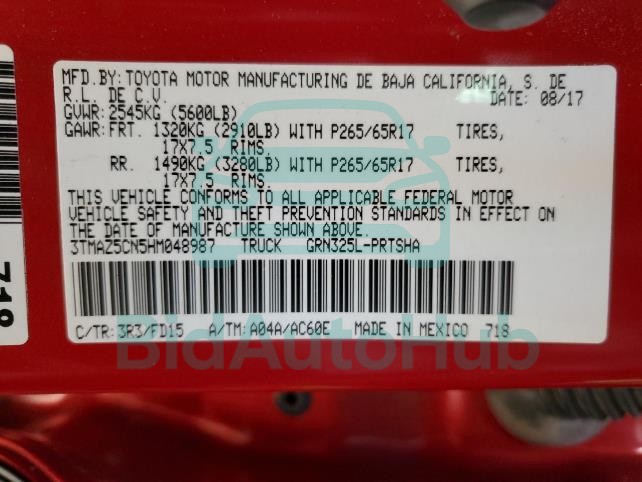 MFD.BY:TOYOTA MOTOR MANUFACTURING DE BAJA CALIFORNIA, S. DE
R.L. DE C.V. DATE: 08/17
GVWR:2545KG (5600LB)
GAWR:FRT. 1320KG (2910LB) WITH P265/65R17 TIRES,
17X7.5 RIMS.
RR. 1490KG (3280LB) WITH P265/65R17 TIRES,
17X7.5 RIMS.
THIS VEHICLE CONFORMS TO ALL APPLICABLE FEDERAL MOTOR
VEHICLE SAFETY AND THEFT PREVENTION STANDARDS IN EFFECT ON
THE DATE OF MANUFACTURE SHOWN ABOVE.
3TMAZ5CN5HM048987 TRUCK GRN325L-PRTSHA
C/TR:3R3/FD15 A/TM:A04A/AC60E MADE IN MEXICO 718
BidAutoHub
718